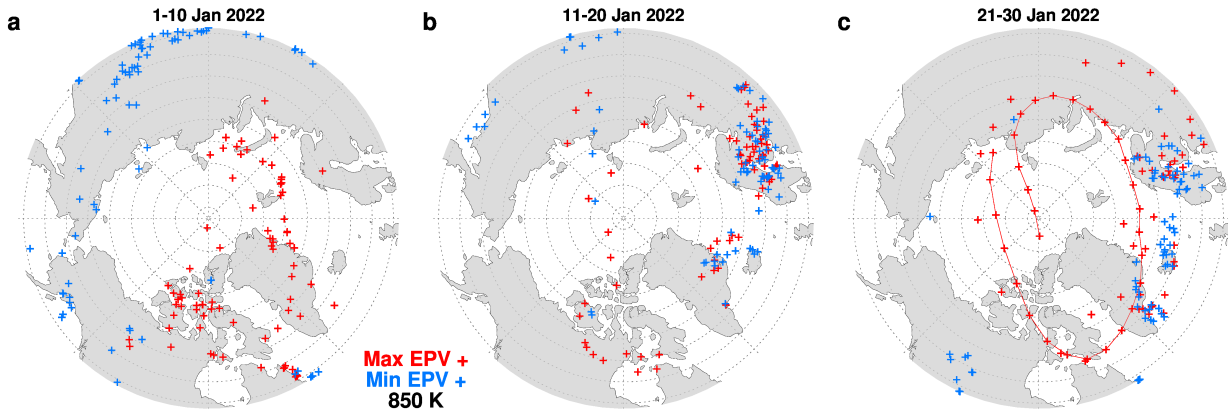 a
1-10 Jan 2022
b
11-20 Jan 2022
c
21-30 Jan 2022
Max EPV +
Min EPV +
850 K